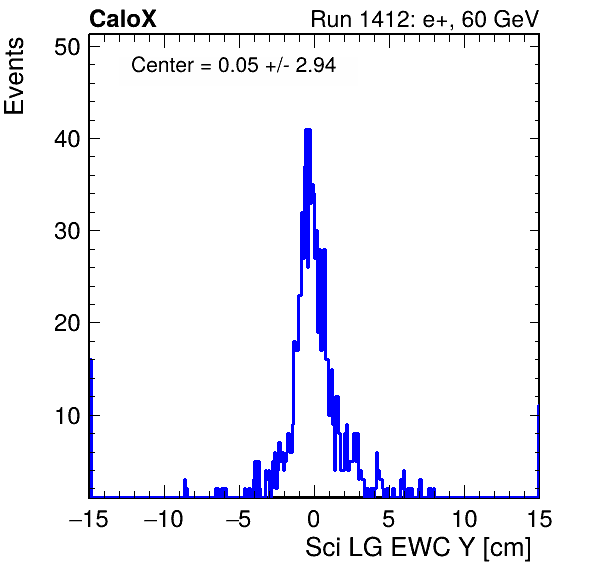 CaloX Run 1412: e+, 60 GeV
Events
Center = 0.05 +/- 2.94
50
40
30
20
10
−15 −10 −5 0 5 10 15
Sci LG EWC Y [cm]